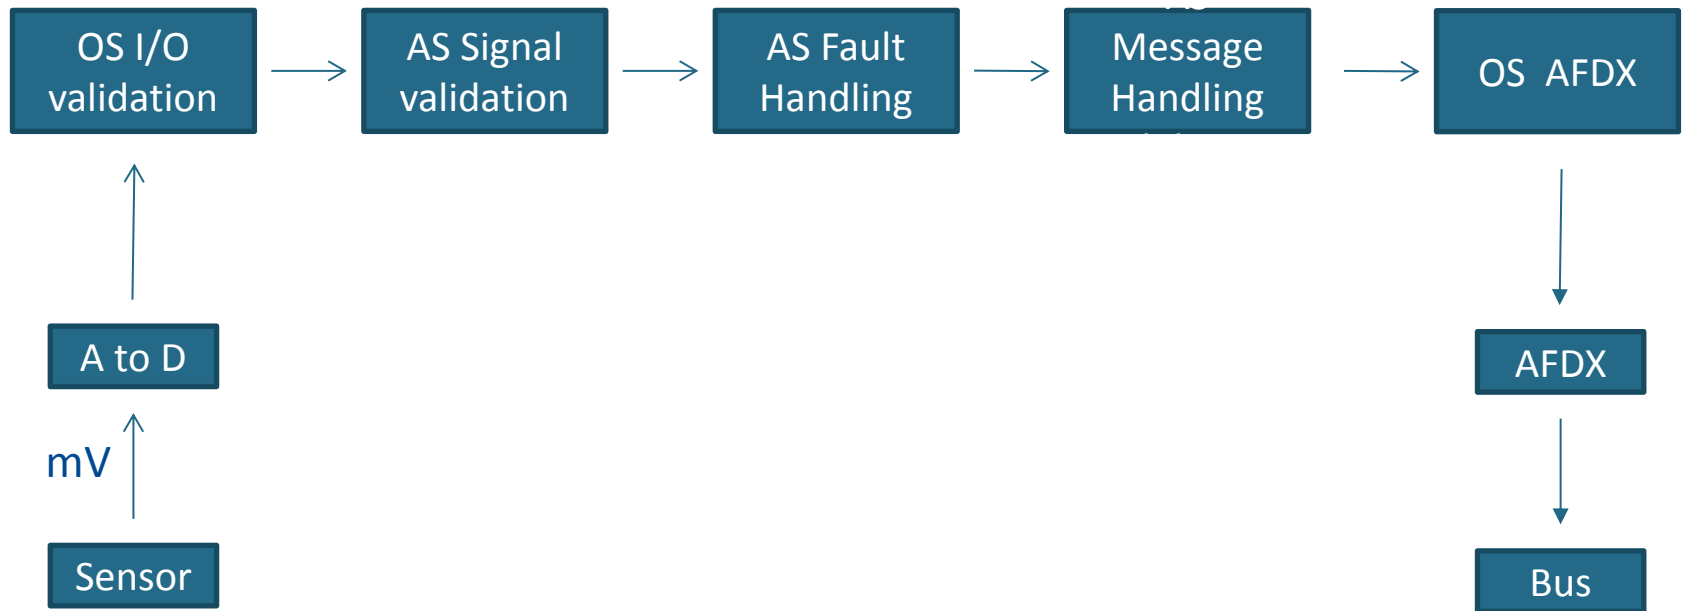 OS I/O
validation
AS Signal
validation
AS Fault
Handling
Message
Handling
OS AFDX
A to D
AFDX
mV
Sensor
Bus